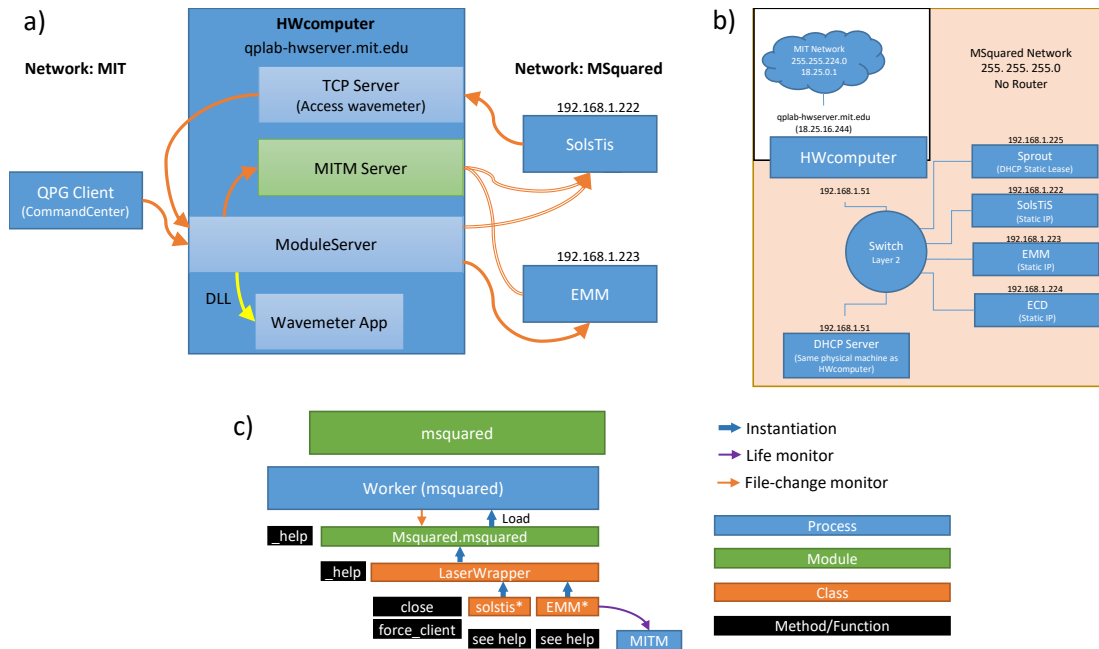 a)
HWcomputer
qplab-hwserver.mit.edu
Network: MIT
Network: MSquared
TCP Server
(Access wavemeter)
192.168.1.222
SolsTis
MITM Server
QPG Client
(CommandCenter)
ModuleServer
192.168.1.223
EMM
DLL
Wavemeter App
b)
MIT Network
255.255.224.0
18.25.0.1
MSquared Network
255. 255. 255.0
No Router
qplab-hwserver.mit.edu
(18.25.16.244)
HWcomputer
192.168.1.51
192.168.1.225
Sprout
(DHCP Static Lease)
192.168.1.222
SolsTiS
(Static IP)
Switch
Layer 2
192.168.1.223
EMM
(Static IP)
192.168.1.224
ECD
(Static IP)
192.168.1.51
DHCP Server
(Same physical machine as
HWcomputer)
c)
msquared
Worker (msquared)
Load
_help
Msquared.msquared
_help
LaserWrapper
close
solstis*
EMM*
force_client
see help
see help
MITM
Instantiation
Life monitor
File-change monitor
Process
Module
Class
Method/Function